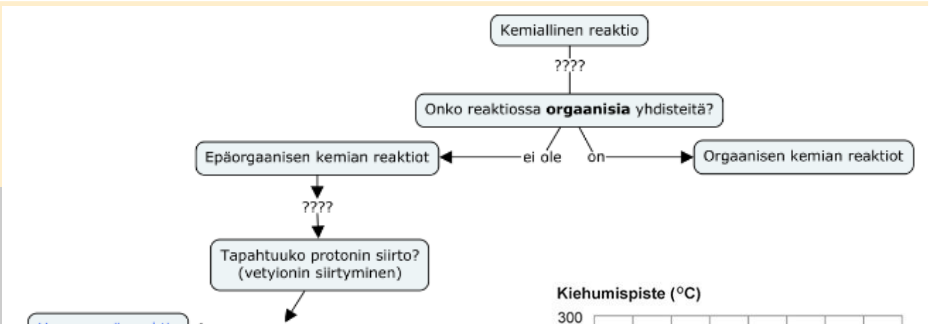 Kemiallinen reaktio
????
Onko reaktiossa orgaanisia yhdisteitä?
Epäorgaanisen kemian reaktiot
ei ole
on
Orgaanisen kemian reaktiot
????
Tapahtuuko protonin siirto?
(vetyionin siirtyminen)
Kiehumispiste (°C)
300